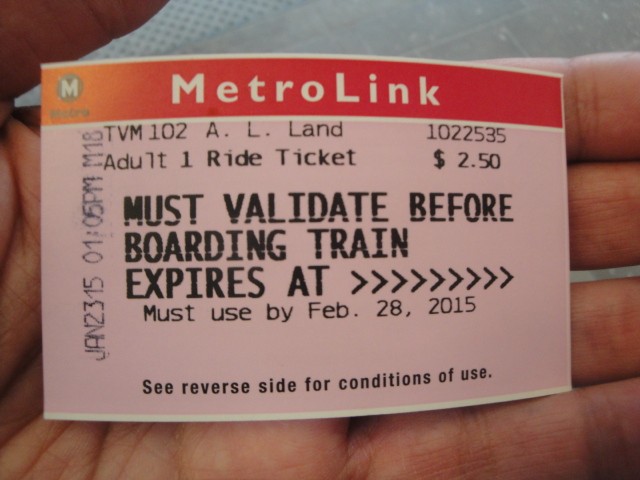 MetroLink
M
Metro
TVM 102 A. L. Land 1022535
Adult 1 Ride Ticket $ 2.50
MUST VALIDATE BEFORE
BOARDING TRAIN
EXPIRES AT >>>>>>>>>
Must use by Feb. 28, 2015
See reverse side for conditions of use.
JAN2315 01:05PM M18